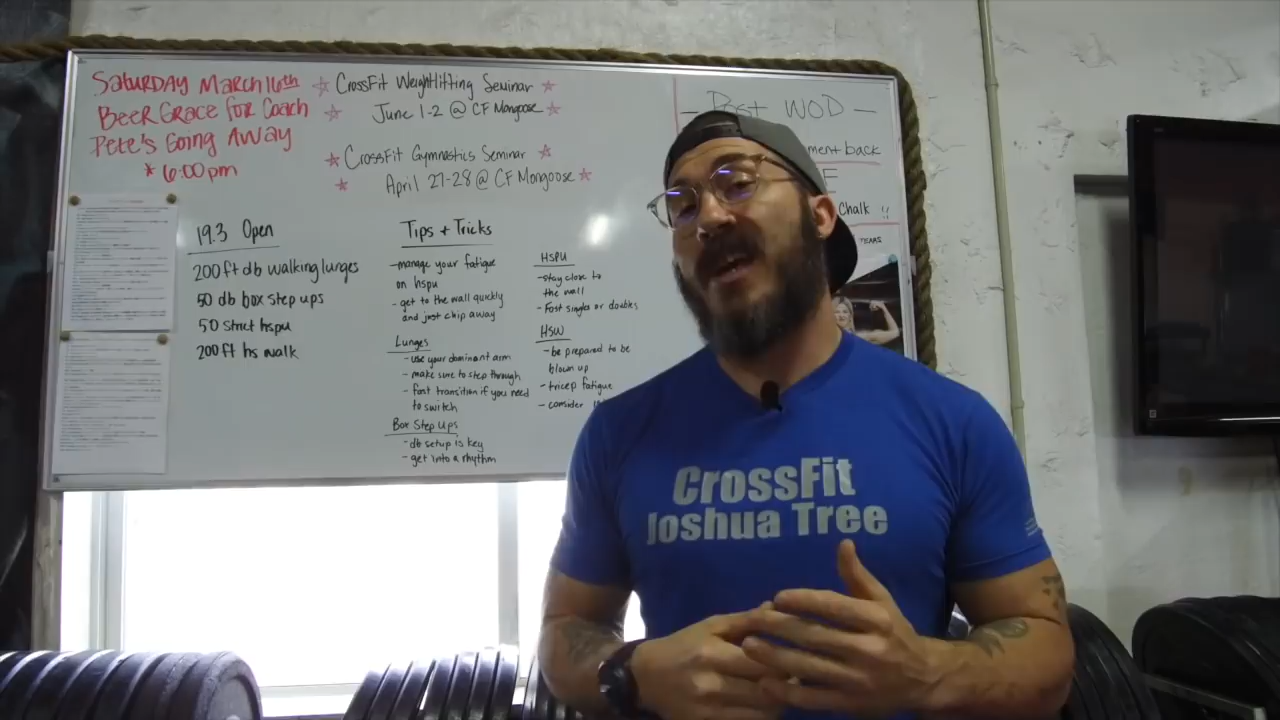 SATURDAY MARCH 16th
BEER GRACE FOR COACH
PETE'S GOING AWAY
* 6:00pm
CROSSFIT WEIGHTLIFTING SEMINAR
JUNE 1-2 @ CF MONGOOSE
CROSSFIT GYMNASTICS SEMINAR
APRIL 27-28 @ CF MONGOOSE
- Post WOD -
ment back
E
Chalk !!
TEARS
19.3 Open
200 ft db walking lunges
50 db box step ups
50 strict hspu
200 ft hs walk
Tips + Tricks
- manage your fatigue
on hspu
- get to the wall quickly
and just chip away
Lunges
- use your dominant arm
- make sure to step through
- fast transition if you need
to switch
Box Step Ups
- db setup is key
- get into a rhythm
HSPU
- stay close to
the wall
- Fast singles or doubles
HSW
- be prepared to be
blown up
- tricep fatigue
- consider
CrossFit
Joshua Tree